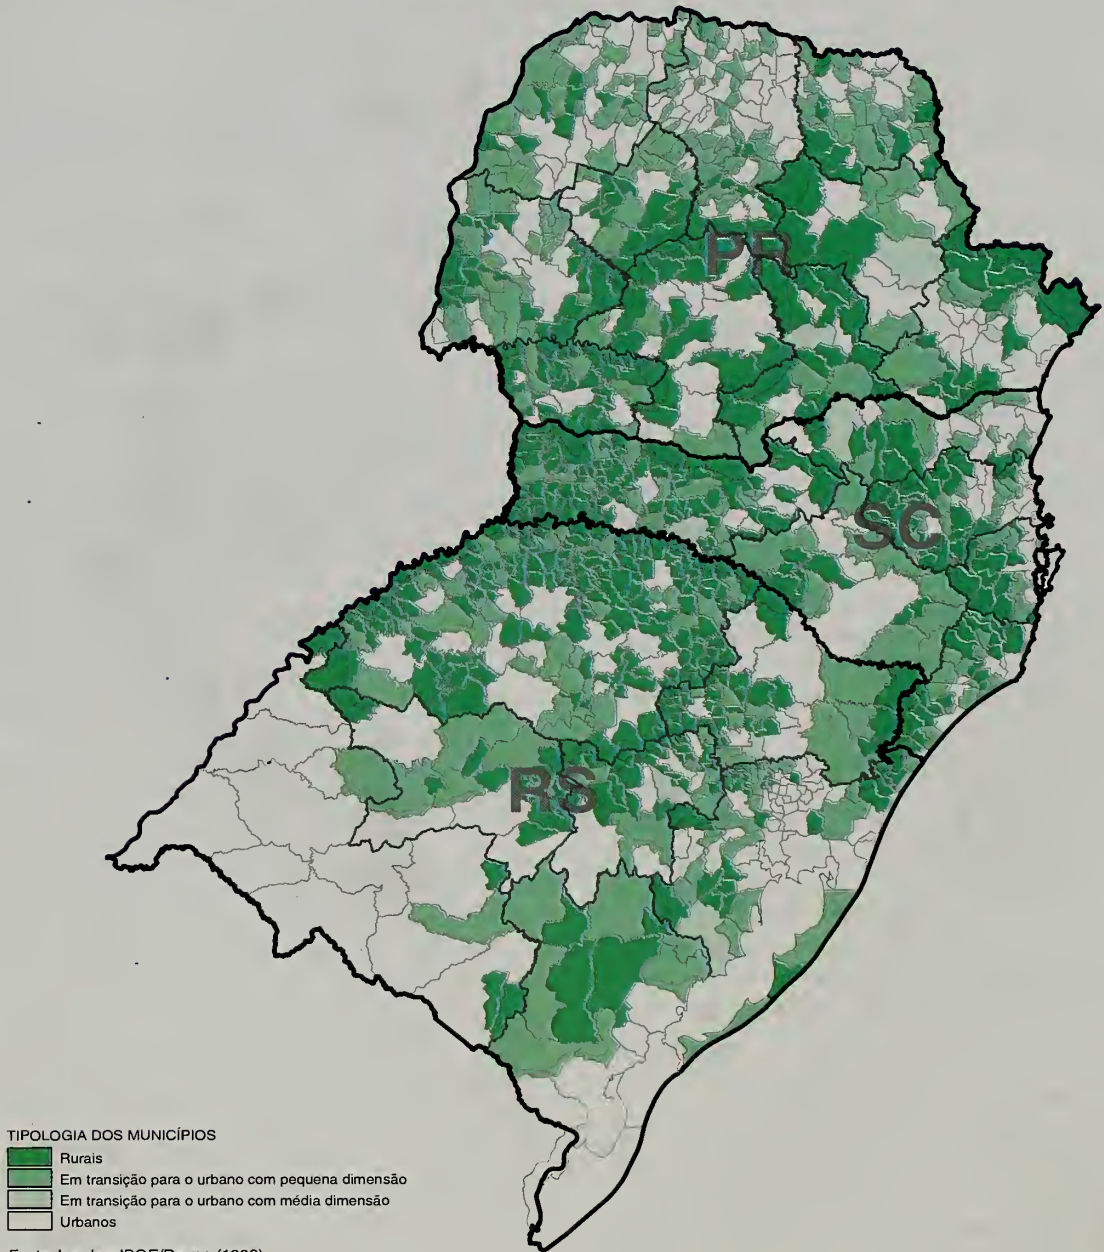 PR
SC
RS
TIPOLOGIA DOS MUNICÍPIOS
Rurais
Em transição para o urbano com pequena dimensão
Em transição para o urbano com média dimensão
Urbanos